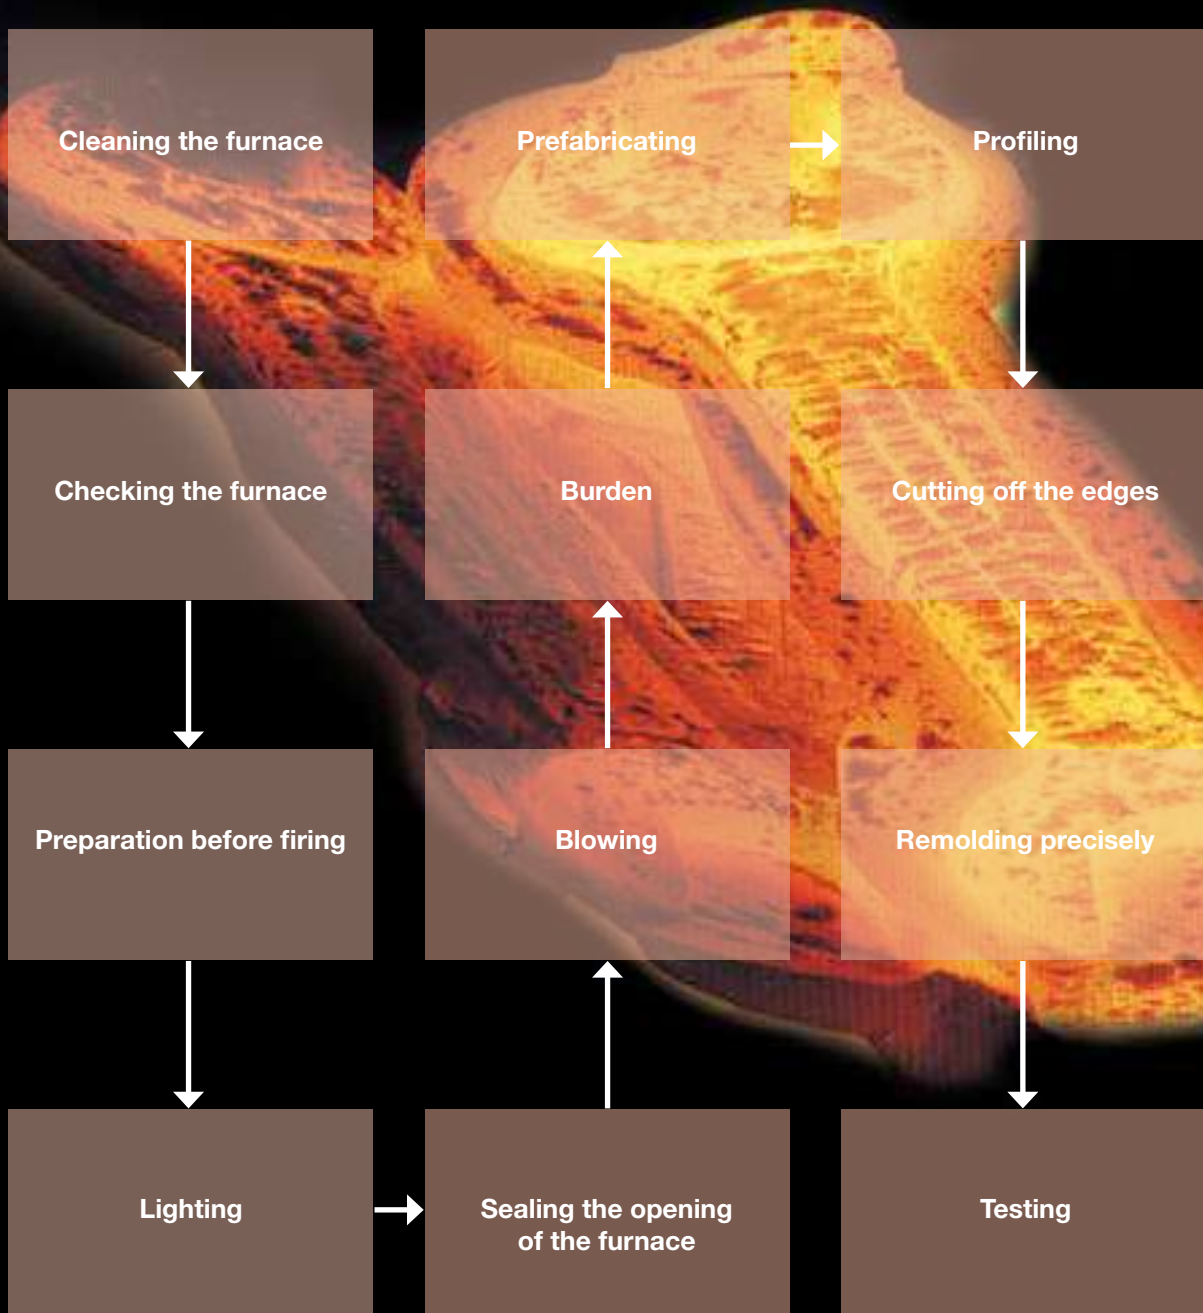 Cleaning the furnace
Checking the furnace
Preparation before firing
Lighting
Sealing the opening
of the furnace
Blowing
Burden
Prefabricating
Profiling
Cutting off the edges
Remolding precisely
Testing